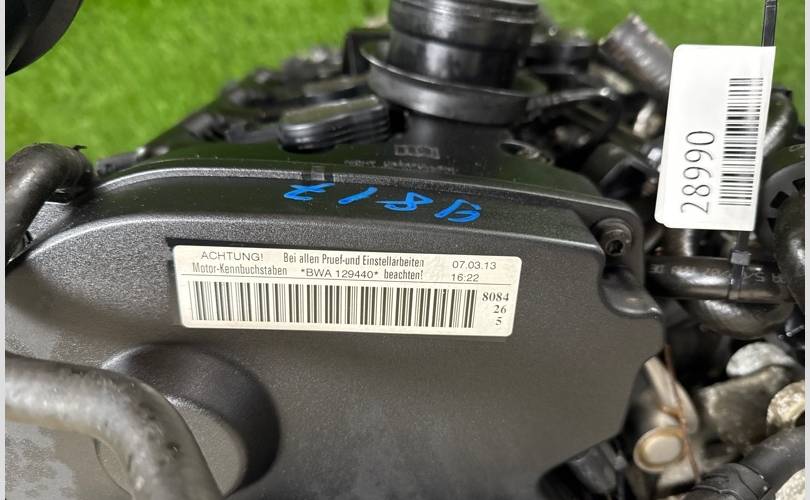 28990
9817
ACHTUNG! Bei allen Pruef-und Einstellarbeiten 07.03.13
Motor-Kennbuchstaben *BWA 129440* beachten! 16:22
8084
26
5